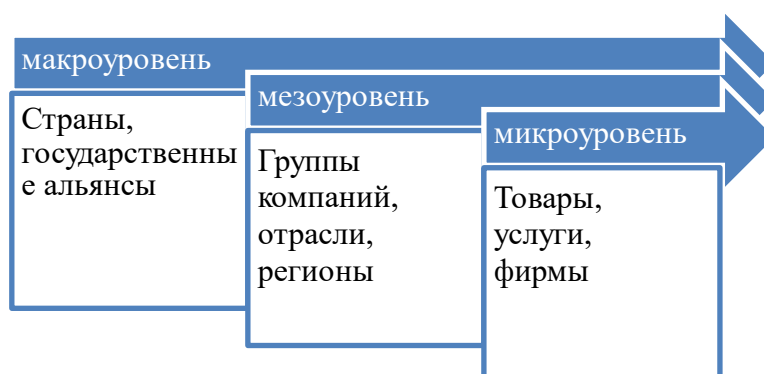 макроуровень
Страны,
государственны
е альянсы
мезоуровень
Группы
компаний,
отрасли,
регионы
микроуровень
Товары,
услуги,
фирмы